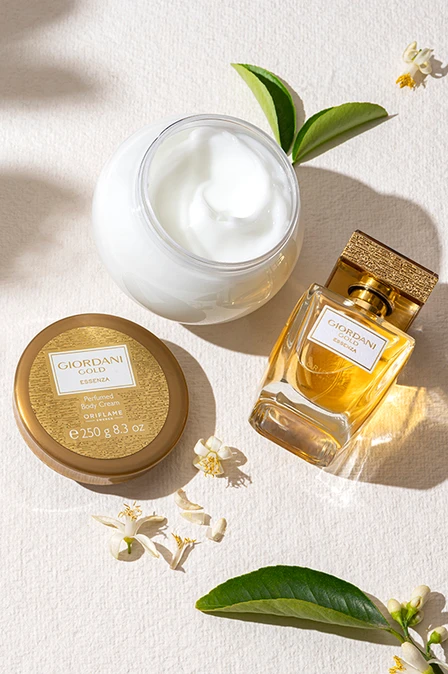 GIORDANI
GOLD
ESSENZA
GIORDANI
GOLD
ESSENZA
Perfumed
Body Cream
ORIFLAME
℮ 250 g 8.3 oz